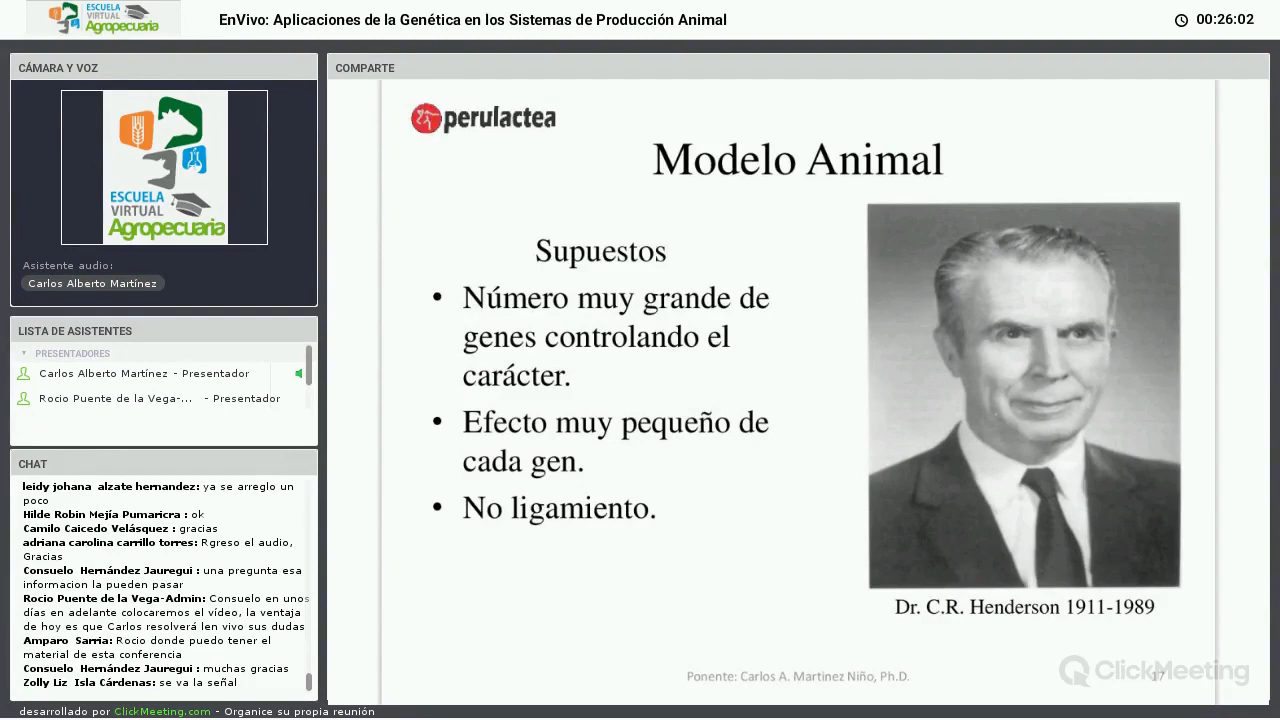 ESCUELA
VIRTUAL
Agropecuaria
EnVivo: Aplicaciones de la Genética en los Sistemas de Producción Animal
00:26:02
CÁMARA Y VOZ
ESCUELA
VIRTUAL
Agropecuaria
Asistente audio:
Carlos Alberto Martínez
LISTA DE ASISTENTES
PRESENTADORES
Carlos Alberto Martínez - Presentador
Rocio Puente de la Vega-... - Presentador
CHAT
leidy johana alzate hernandez: ya se arreglo un
poco
Hilde Robin Mejía Pumaricra : ok
Camilo Caicedo Velásquez : gracias
adriana carolina carrillo torres: Rgreso el audio,
Gracias
Consuelo Hernández Jauregui : una pregunta esa
informacion la pueden pasar
Rocio Puente de la Vega-Admin: Consuelo en unos
días en adelante colocaremos el vídeo, la ventaja
de hoy es que Carlos resolverá len vivo sus dudas
Amparo Sarria: Rocio donde puedo tener el
material de esta conferencia
Consuelo Hernández Jauregui : muchas gracias
Zolly Liz Isla Cárdenas: se va la señal
desarrollado por ClickMeeting.com - Organice su propia reunión
COMPARTE
perulactea
Modelo Animal
Supuestos
• Número muy grande de
genes controlando el
carácter.
• Efecto muy pequeño de
cada gen.
• No ligamiento.
Dr. C.R. Henderson 1911-1989
Ponente: Carlos A. Martinez Niño, Ph.D.
17
ClickMeeting